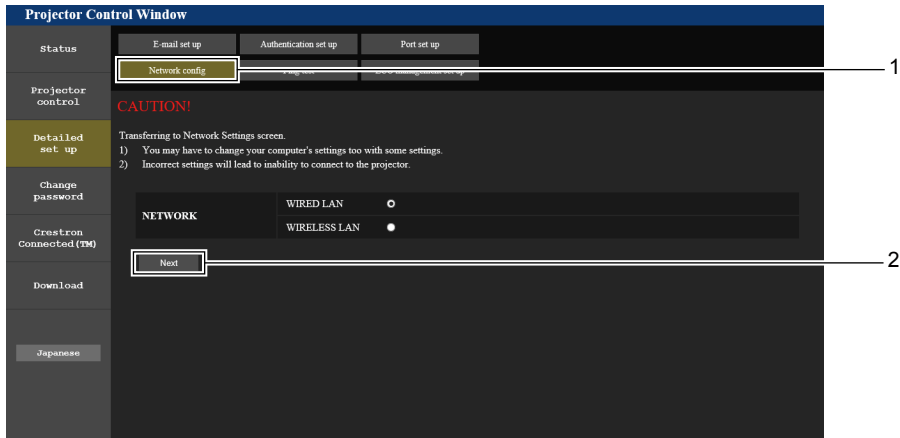 Projector Control Window
Status
Projector
control
Detailed
set up
Change
password
Crestron
Connected(TM)
Download
Japanese
E-mail set up
Authentication set up
Port set up
Network config
1
CAUTION!
Transferring to Network Settings screen.
1) You may have to change your computer's settings too with some settings.
2) Incorrect settings will lead to inability to connect to the projector.
NETWORK
WIRED LAN
WIRELESS LAN
Next
2